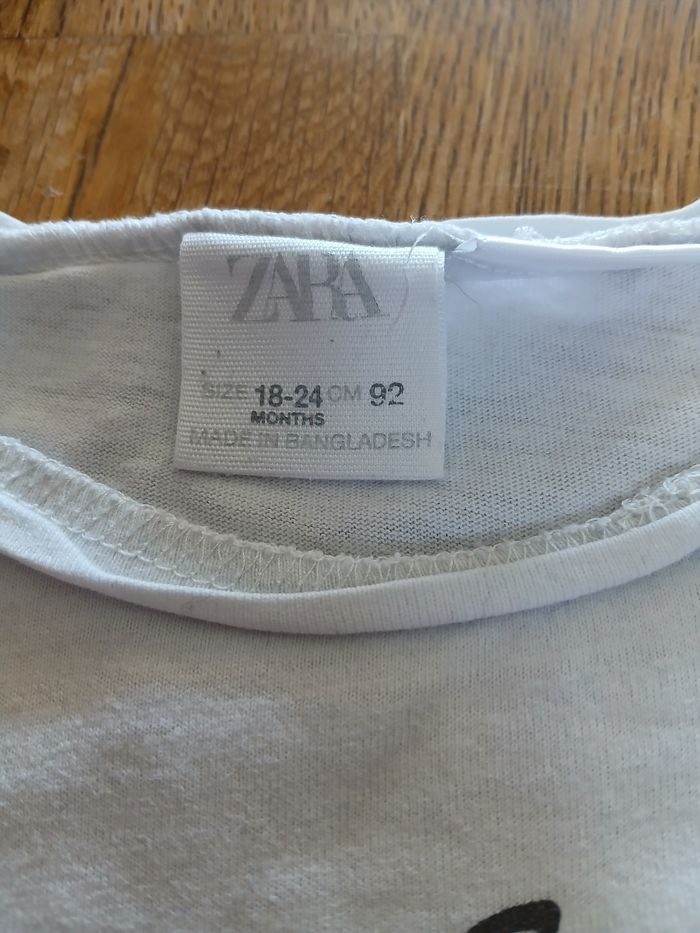 ZARA
SIZE 18-24 CM 92
MONTHS
MADE IN BANGLADESH